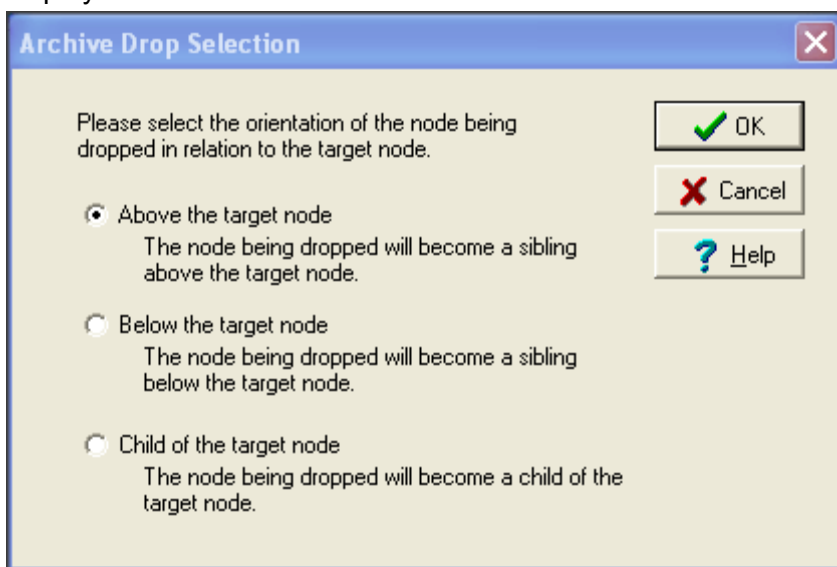 Archive Drop Selection
Please select the orientation of the node being
dropped in relation to the target node.
OK
Cancel
Help
Above the target node
The node being dropped will become a sibling
above the target node.
Below the target node
The node being dropped will become a sibling
below the target node.
Child of the target node
The node being dropped will become a child of the
target node.